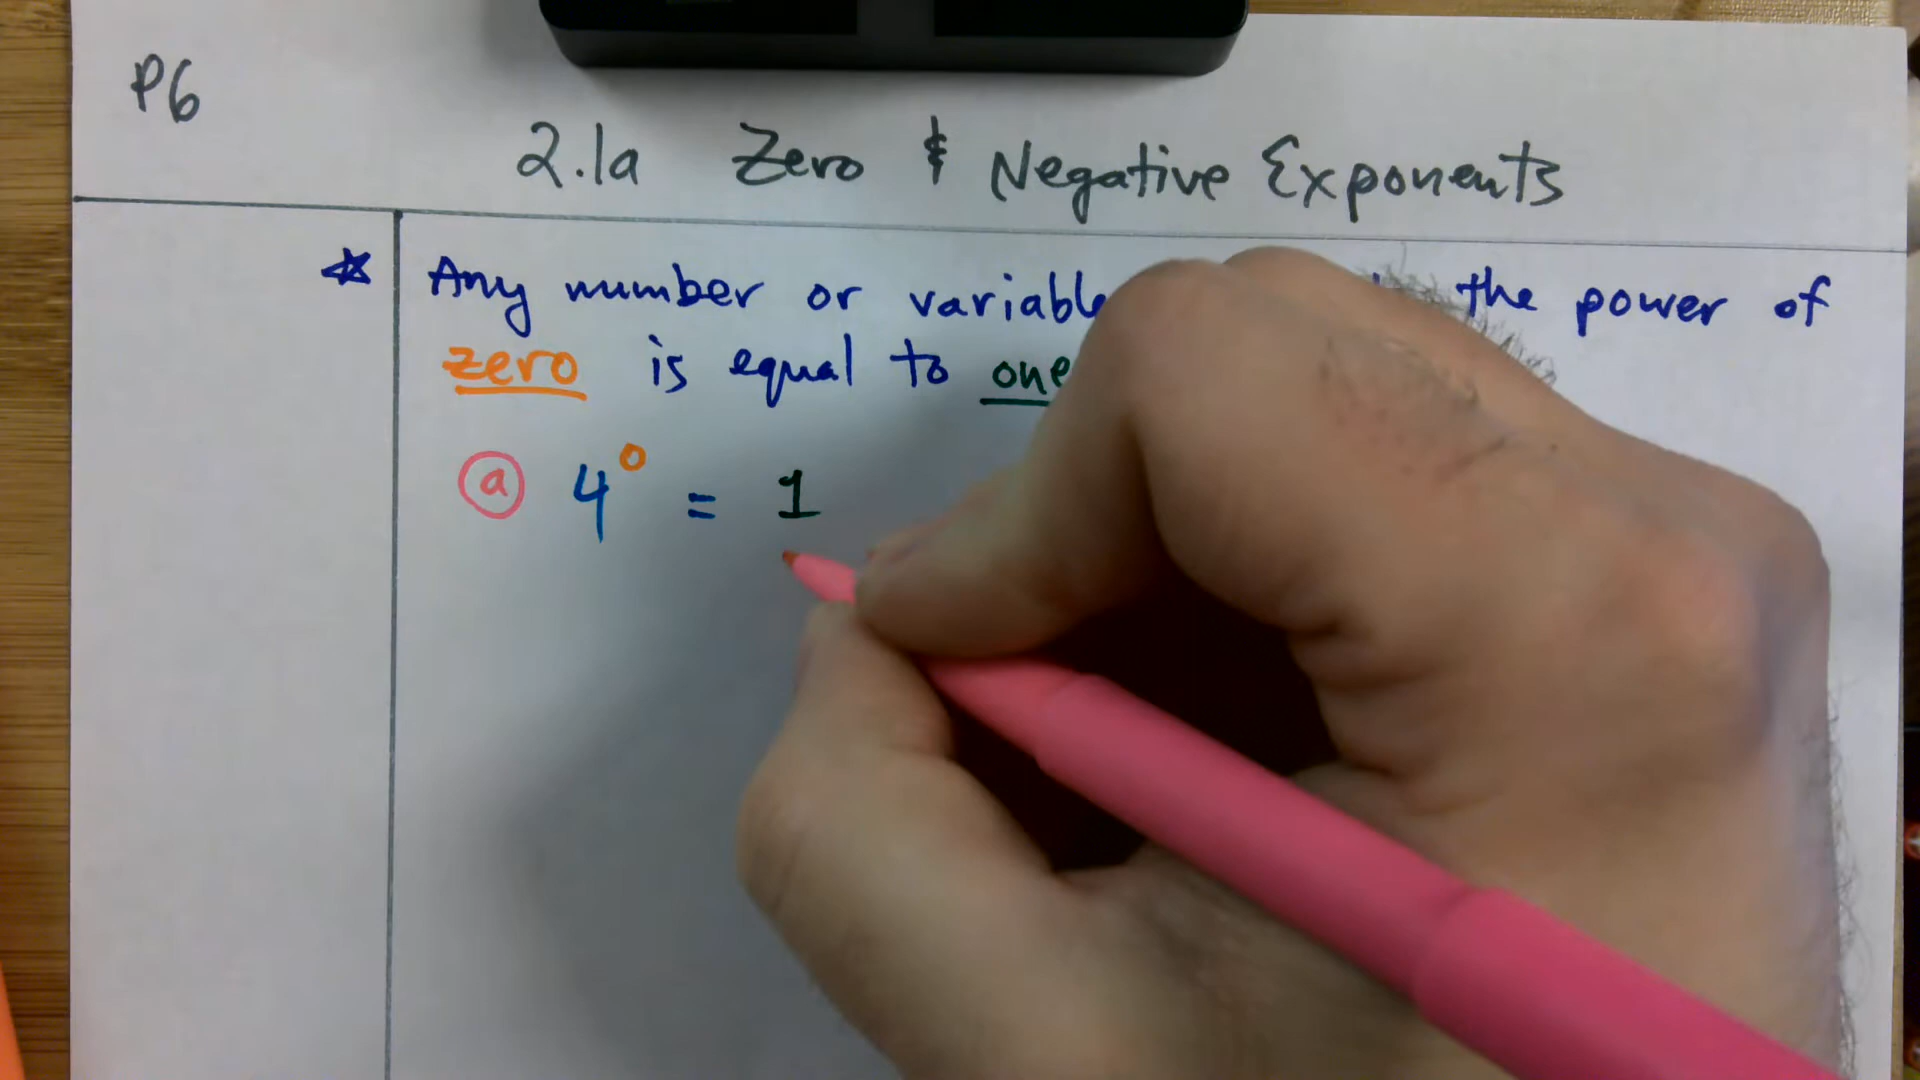 P6
2.1a Zero & Negative Exponents
☆ Any number or variable the power of
zero is equal to one
ⓐ 4⁰ = 1